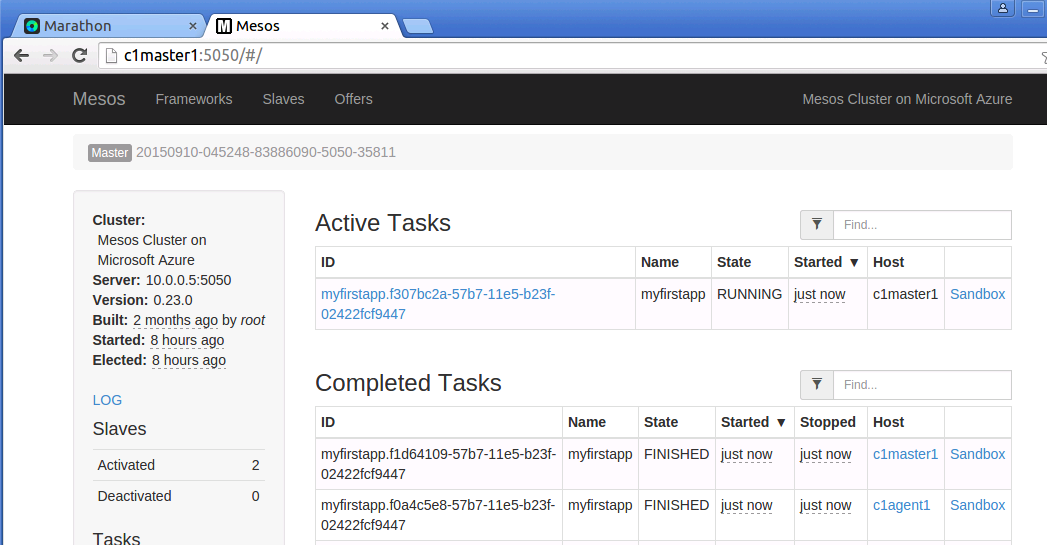 Marathon × Mesos ×
c1master1:5050/#/
Mesos Frameworks Slaves Offers Mesos Cluster on Microsoft Azure
Master 20150910-045248-83886090-5050-35811
Cluster:
Mesos Cluster on
Microsoft Azure
Server: 10.0.0.5:5050
Version: 0.23.0
Built: 2 months ago by root
Started: 8 hours ago
Elected: 8 hours ago
LOG
Slaves
Activated 2
Deactivated 0
Tasks
Active Tasks Find...
ID Name State Started ▼ Host
myfirstapp.f307bc2a-57b7-11e5-b23f- myfirstapp RUNNING just now c1master1 Sandbox
02422fcf9447
Completed Tasks Find...
ID Name State Started ▼ Stopped Host
myfirstapp.f1d64109-57b7-11e5-b23f- myfirstapp FINISHED just now just now c1master1 Sandbox
02422fcf9447
myfirstapp.f0a4c5e8-57b7-11e5-b23f- myfirstapp FINISHED just now just now c1agent1 Sandbox
02422fcf9447